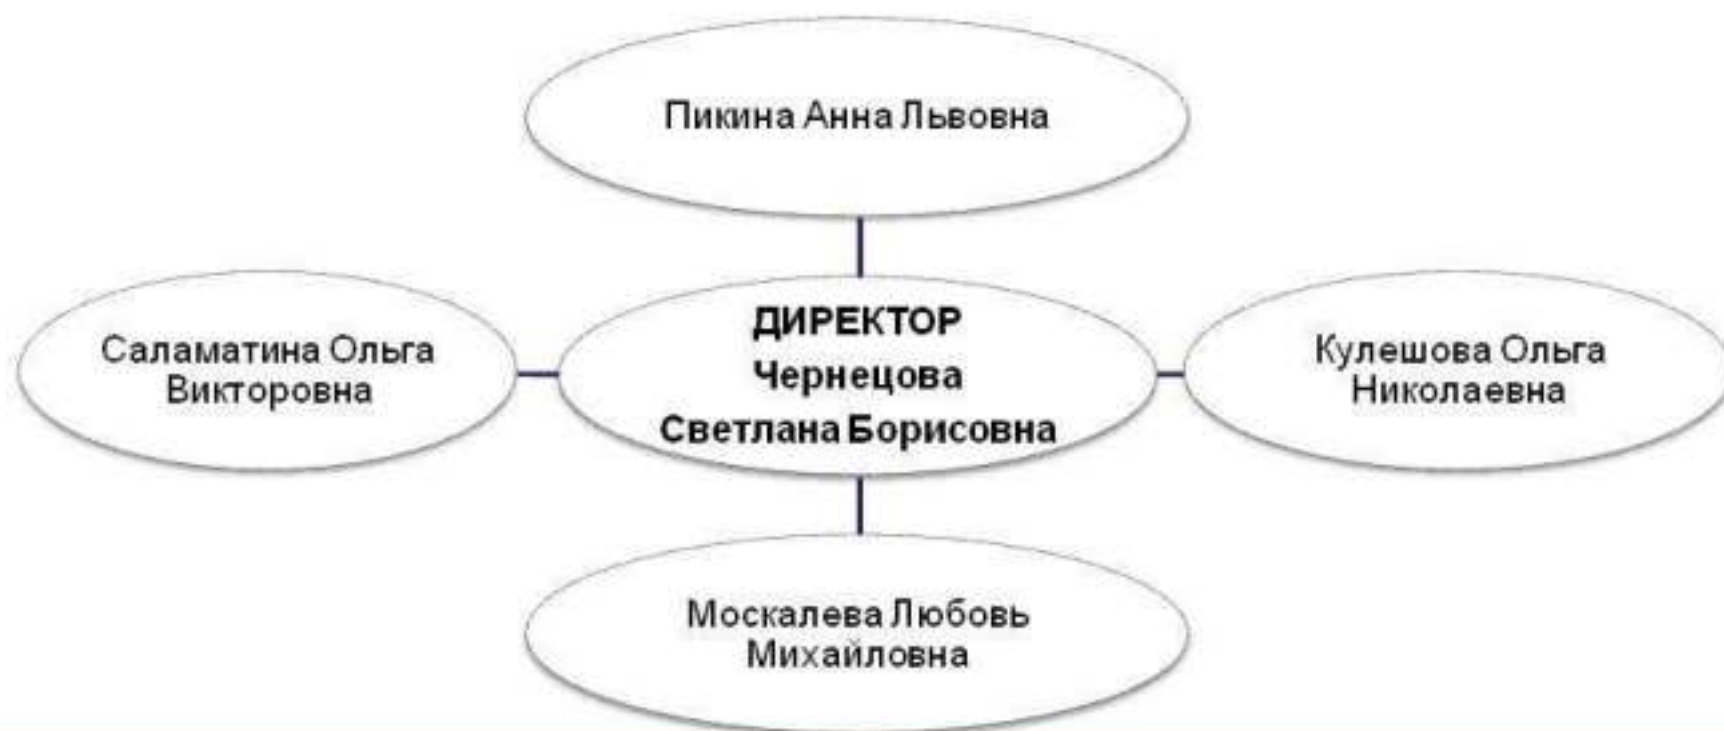 Пикина Анна Львовна
Саламатина Ольга
Викторовна
ДИРЕКТОР
Чернецова
Светлана Борисовна
Кулешова Ольга
Николаевна
Москалева Любовь
Михайловна